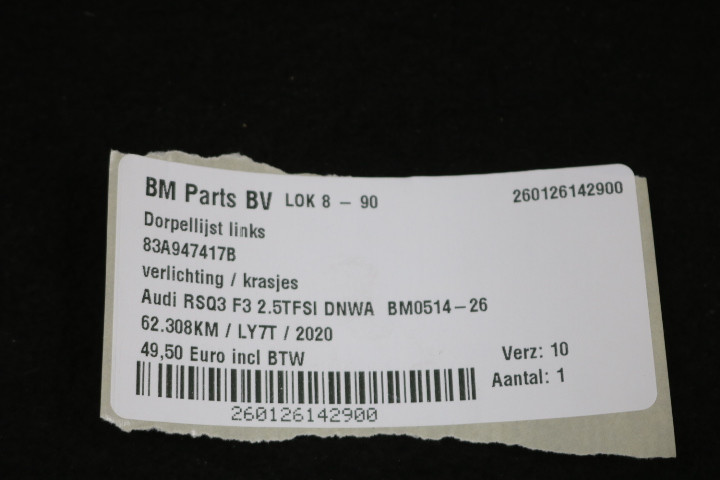 BM Parts BV LOK 8 - 90 260126142900
Dorpellijst links
83A947417B
verlichting / krasjes
Audi RSQ3 F3 2.5TFSI DNWA BM0514-26
62.308KM / LY7T / 2020
49,50 Euro incl BTW Verz: 10
Aantal: 1
260126142900